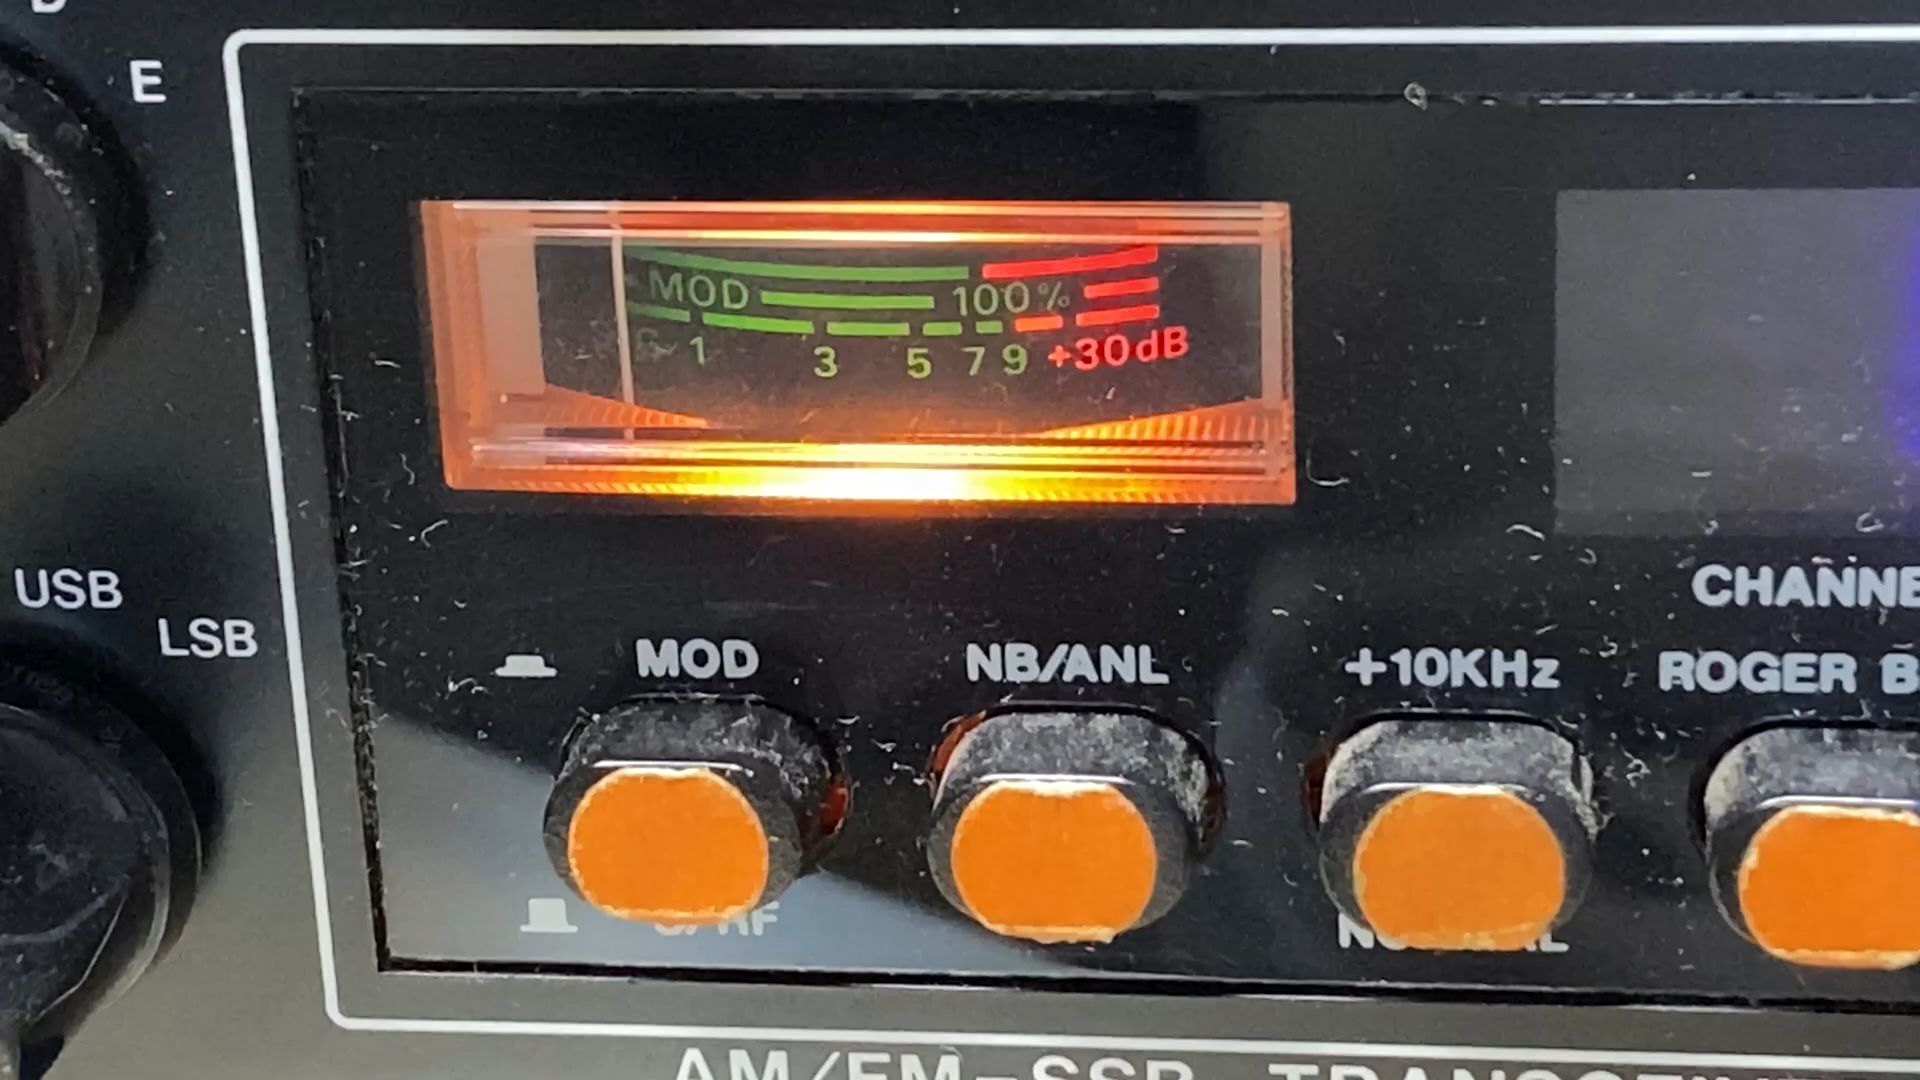 E
MOD 100%
S 1 3 5 7 9 +30dB
USB
LSB
CHANNE
MOD NB/ANL +10KHz ROGER B
S/RF
AM/FM-SSB